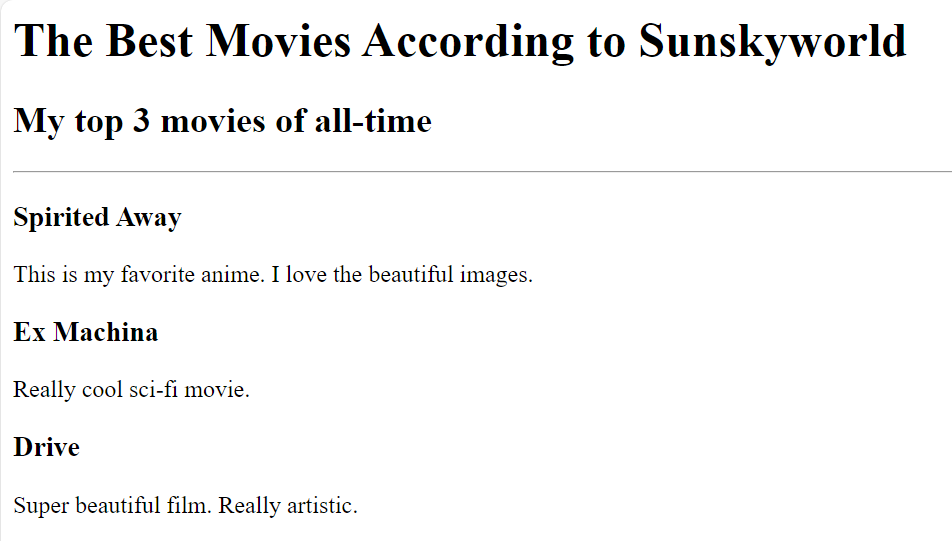 The Best Movies According to Sunskyworld
My top 3 movies of all-time
Spirited Away
This is my favorite anime. I love the beautiful images.
Ex Machina
Really cool sci-fi movie.
Drive
Super beautiful film. Really artistic.